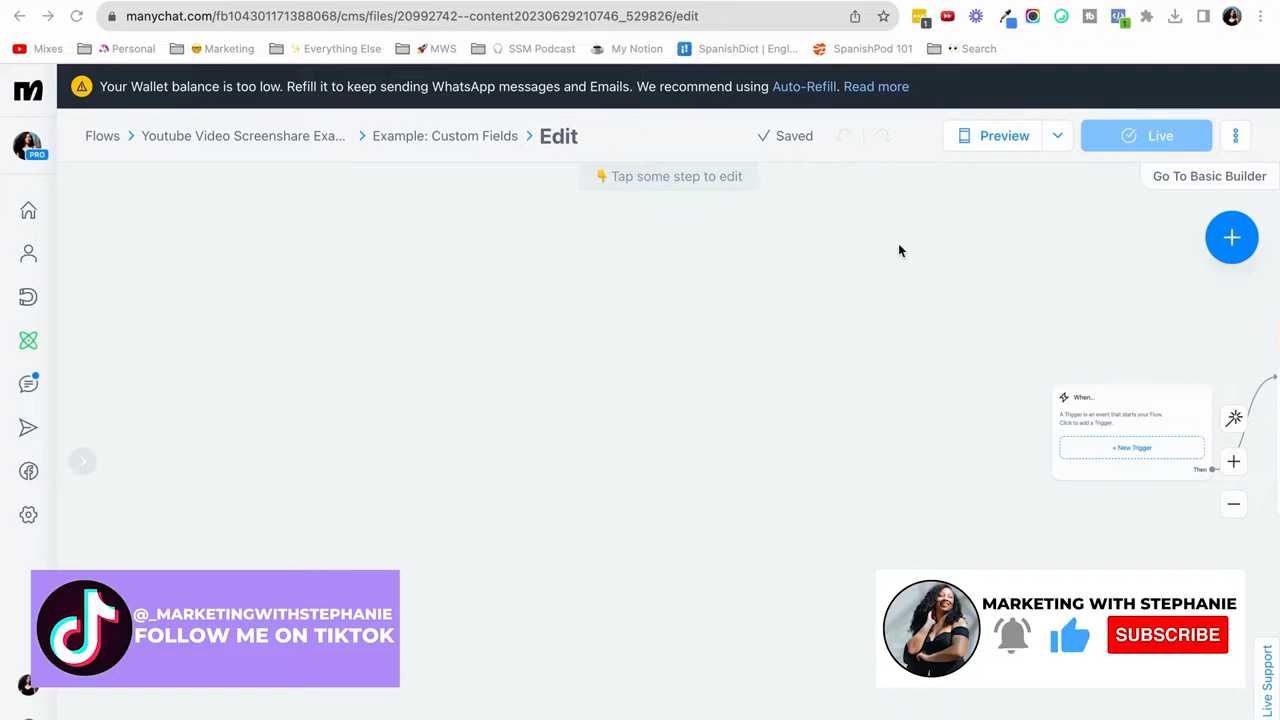 manychat.com/fb104301171388068/cms/files/20992742--content20230629210746_529826/edit
1
1
Mixes
Personal
Marketing
Everything Else
MWS
SSM Podcast
My Notion
SpanishDict | Engl...
SpanishPod 101
Search
Your Wallet balance is too low. Refill it to keep sending WhatsApp messages and Emails. We recommend using Auto-Refill. Read more
PRO
Flows
Youtube Video Screenshare Exa...
Example: Custom Fields
Edit
Saved
Preview
Live
Tap some step to edit
Go To Basic Builder
When...
A Trigger is an event that starts your Flow.
Click to add a Trigger.
+ New Trigger
Then
@_MARKETINGWITHSTEPHANIE
FOLLOW ME ON TIKTOK
MARKETING WITH STEPHANIE
SUBSCRIBE
Live Support